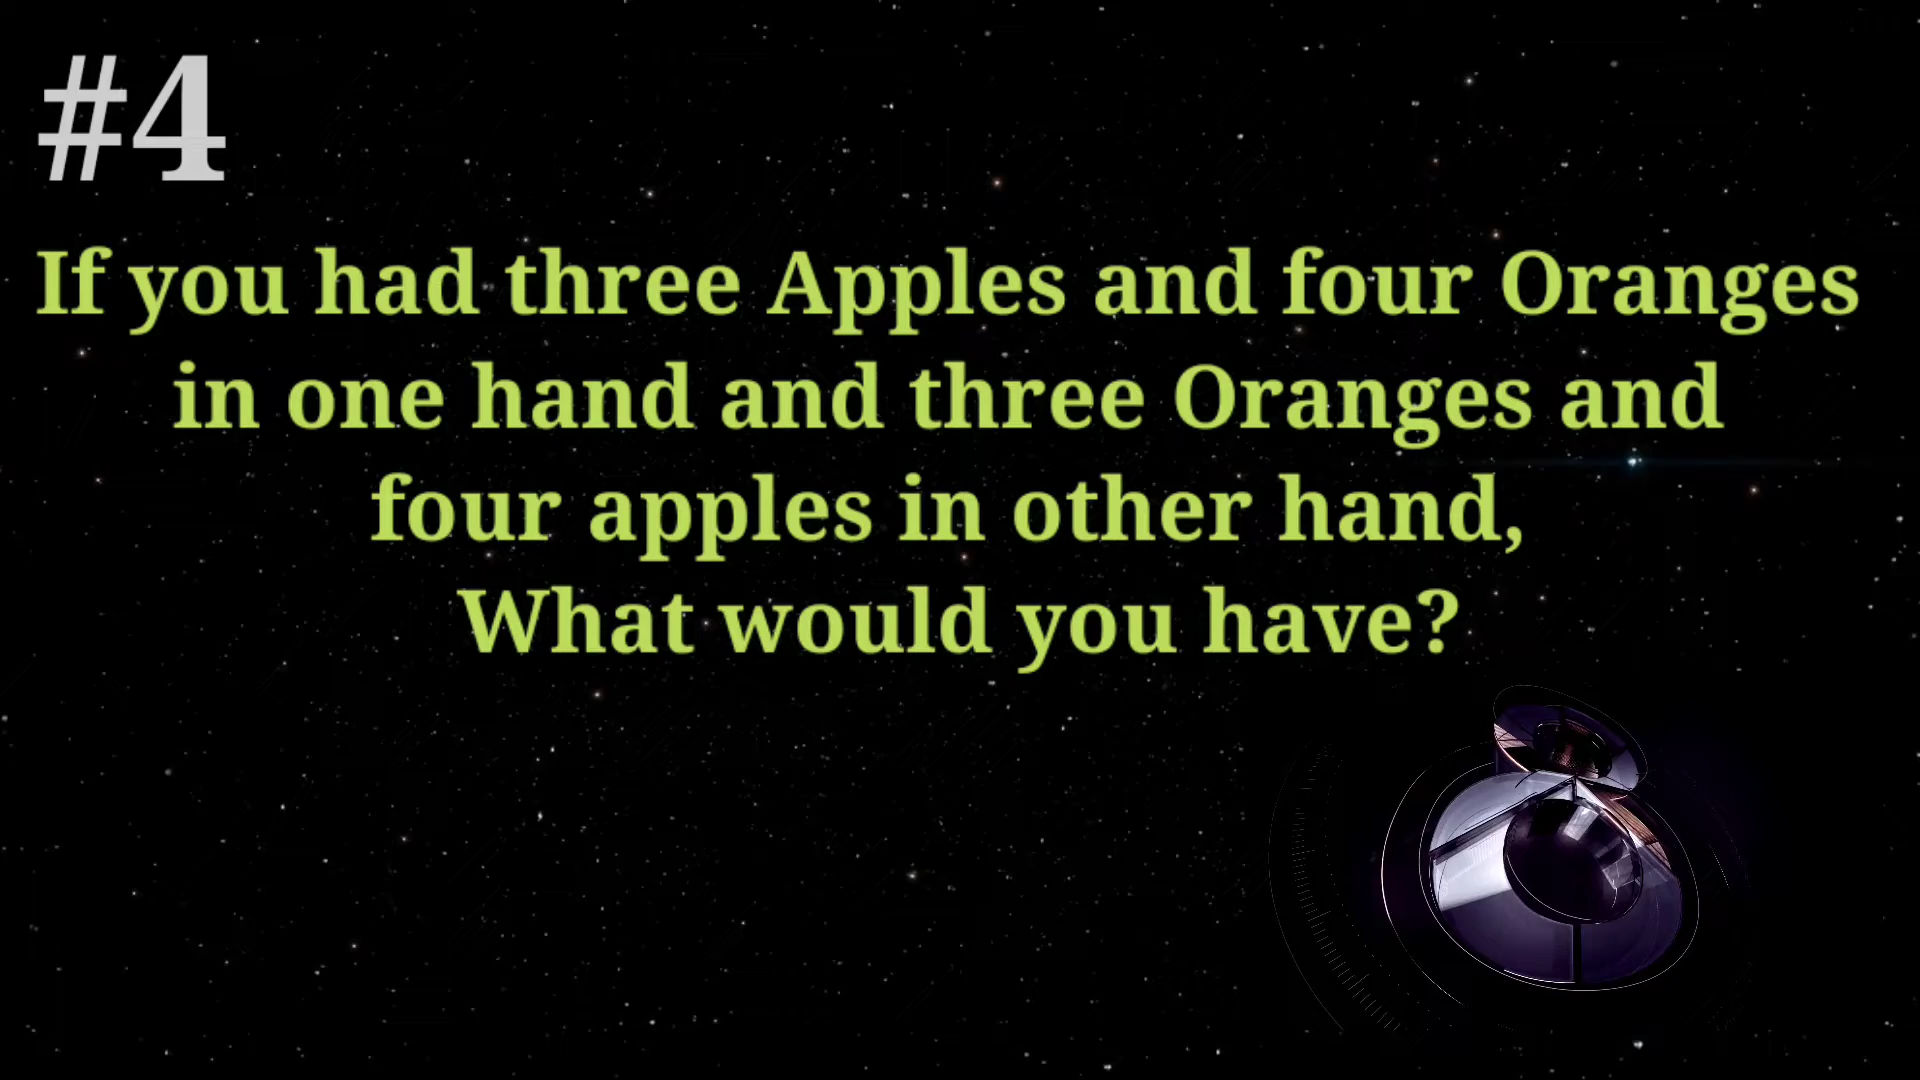 #4
If you had three Apples and four Oranges
in one hand and three Oranges and
four apples in other hand,
What would you have?